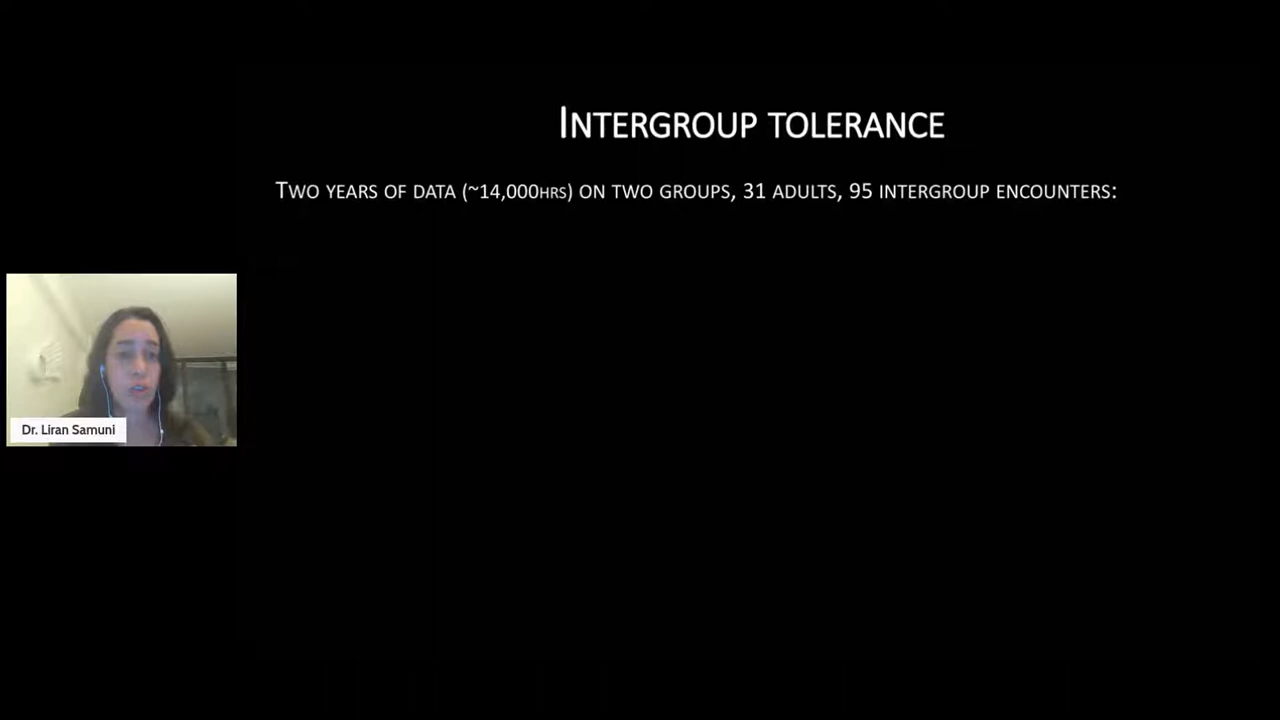 INTERGROUP TOLERANCE
TWO YEARS OF DATA (~14,000HRS) ON TWO GROUPS, 31 ADULTS, 95 INTERGROUP ENCOUNTERS:
Dr. Liran Samuni